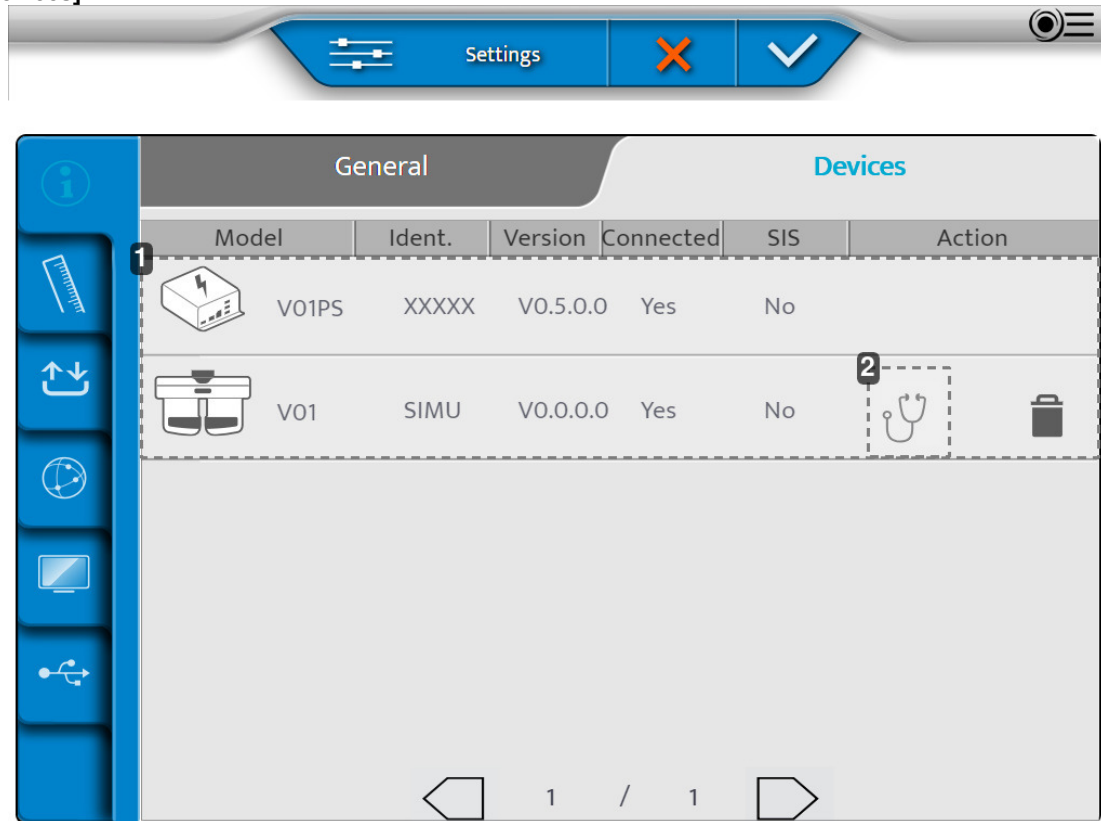 Settings
General Devices
Model Ident. Version Connected SIS Action
1
V01PS XXXXX V0.5.0.0 Yes No
2
V01 SIMU V0.0.0.0 Yes No
1 / 1